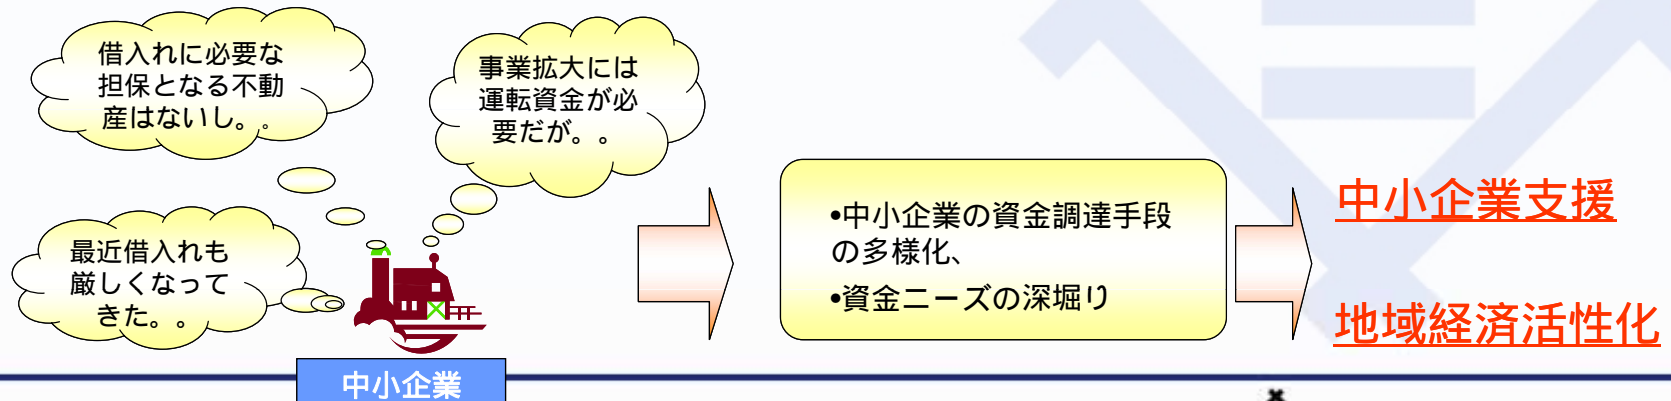 借入れに必要な
担保となる不動
産はないし。.
事業拡大には
運転資金が必
要だが。.
最近借入れも
厳しくなって
きた。.
•中小企業の資金調達手段
の多様化、
•資金ニーズの深堀り
中小企業支援
地域経済活性化
中小企業